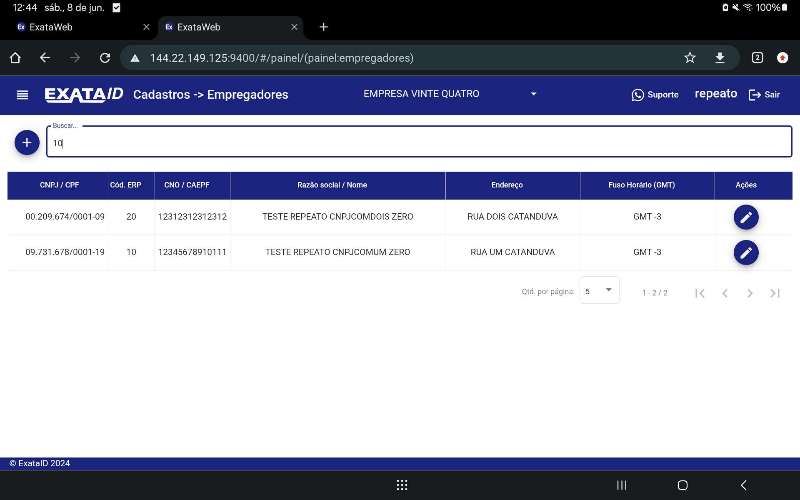 12:44 sáb., 8 de jun. 100%
ExataWeb ExataWeb
144.22.149.125:9400/#/painel/(painel:empregadores) 2
EXATAID Cadastros -> Empregadores EMPRESA VINTE QUATRO Suporte repeato Sair
Buscar...
10
CNPJ / CPF Cód. ERP CNO / CAEPF Razão social / Nome Endereço Fuso Horário (GMT) Ações
00.209.674/0001-09 20 12312312312312 TESTE REPEATO CNPJCOMDOIS ZERO RUA DOIS CATANDUVA GMT -3
09.731.678/0001-19 10 12345678910111 TESTE REPEATO CNPJCOMUM ZERO RUA UM CATANDUVA GMT -3
Qtd. por página: 5 1 - 2 / 2
© ExataID 2024